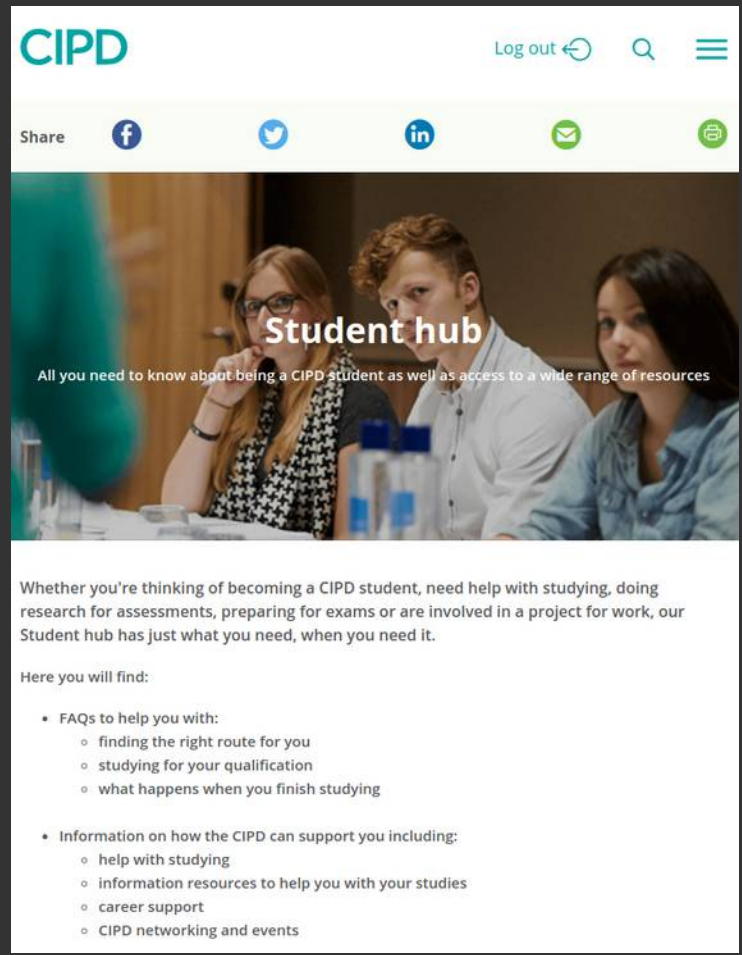 CIPD
Log out
Share
Student hub
All you need to know about being a CIPD student as well as access to a wide range of resources
Whether you're thinking of becoming a CIPD student, need help with studying, doing
research for assessments, preparing for exams or are involved in a project for work, our
Student hub has just what you need, when you need it.
Here you will find:
• FAQs to help you with:
◦ finding the right route for you
◦ studying for your qualification
◦ what happens when you finish studying
• Information on how the CIPD can support you including:
◦ help with studying
◦ information resources to help you with your studies
◦ career support
◦ CIPD networking and events